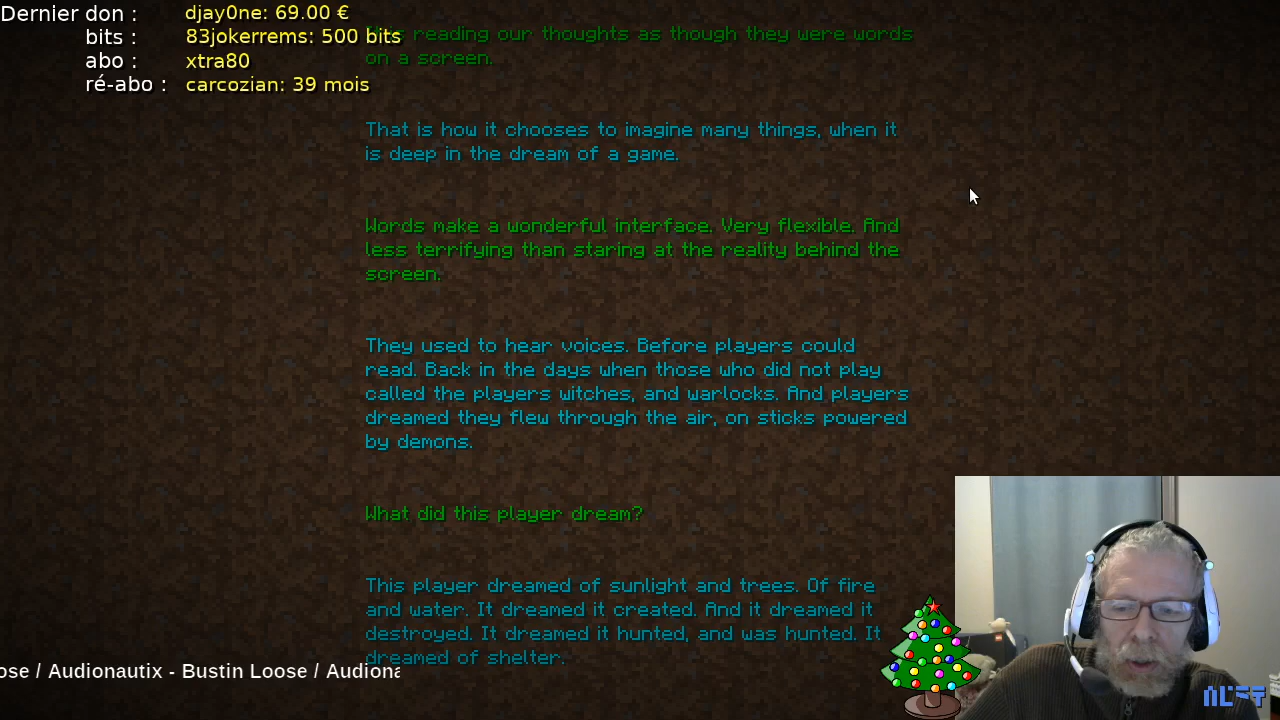 Dernier don : djay0ne: 69.00 €
bits : 83jokerrems: 500 bits
abo : xtra80
ré-abo : carcozian: 39 mois
reading our thoughts as though they were words
on a screen.
That is how it chooses to imagine many things, when it
is deep in the dream of a game.
Words make a wonderful interface. Very flexible. And
less terrifying than staring at the reality behind the
screen.
They used to hear voices. Before players could
read. Back in the days when those who did not play
called the players witches, and warlocks. And players
dreamed they flew through the air, on sticks powered
by demons.
What did this player dream?
This player dreamed of sunlight and trees. Of fire
and water. It dreamed it created. And it dreamed it
destroyed. It dreamed it hunted, and was hunted. It
dreamed of shelter.
ose / Audionautix - Bustin Loose / Audiona